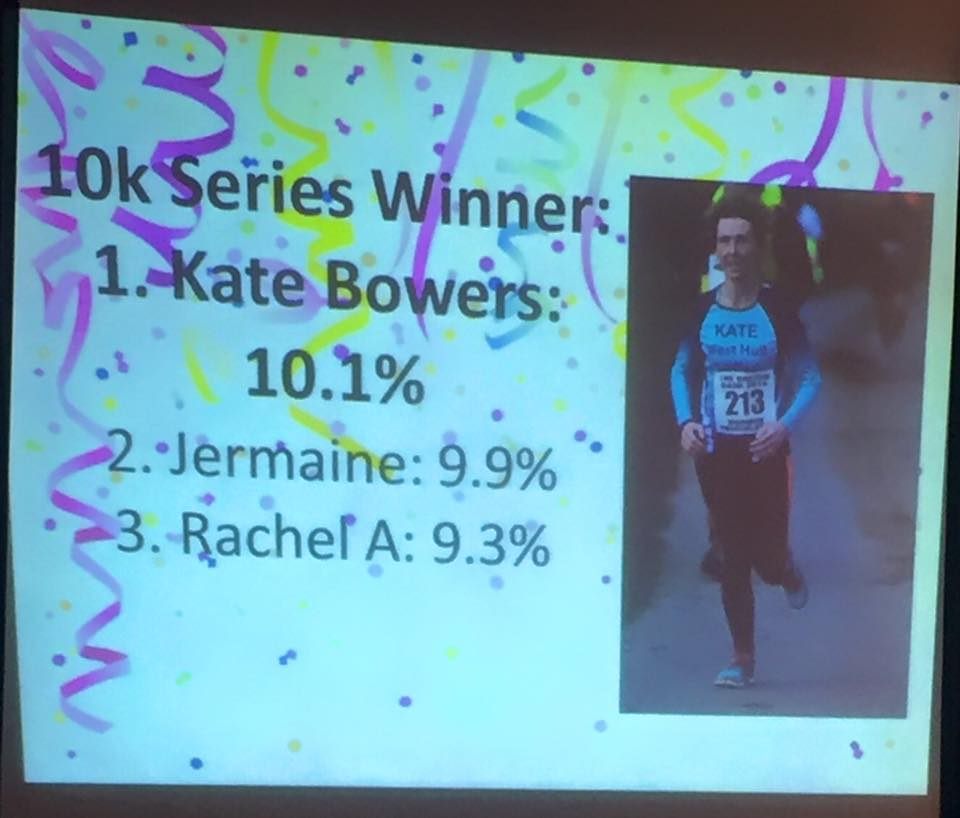 10k Series Winner:
1. Kate Bowers:
10.1%
2. Jermaine: 9.9%
3. Rachel A: 9.3%
KATE
213